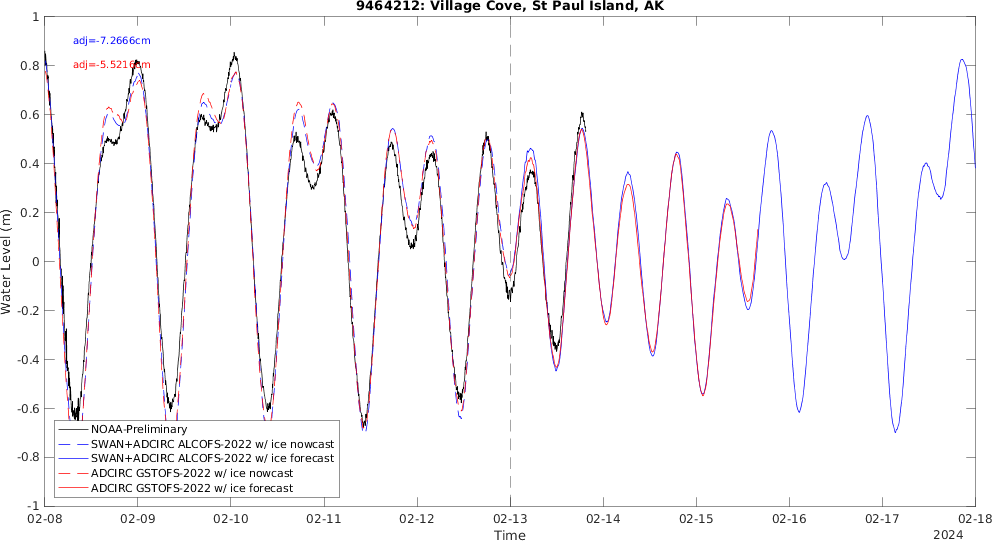 9464212: Village Cove, St Paul Island, AK
adj=-7.2666cm
adj=-5.5216cm
Water Level (m)
1
0.8
0.6
0.4
0.2
0
-0.2
-0.4
-0.6
-0.8
-1
NOAA-Preliminary
SWAN+ADCIRC ALCOFS-2022 w/ ice nowcast
SWAN+ADCIRC ALCOFS-2022 w/ ice forecast
ADCIRC GSTOFS-2022 w/ ice nowcast
ADCIRC GSTOFS-2022 w/ ice forecast
02-08 02-09 02-10 02-11 02-12 02-13 02-14 02-15 02-16 02-17 02-18
Time
2024